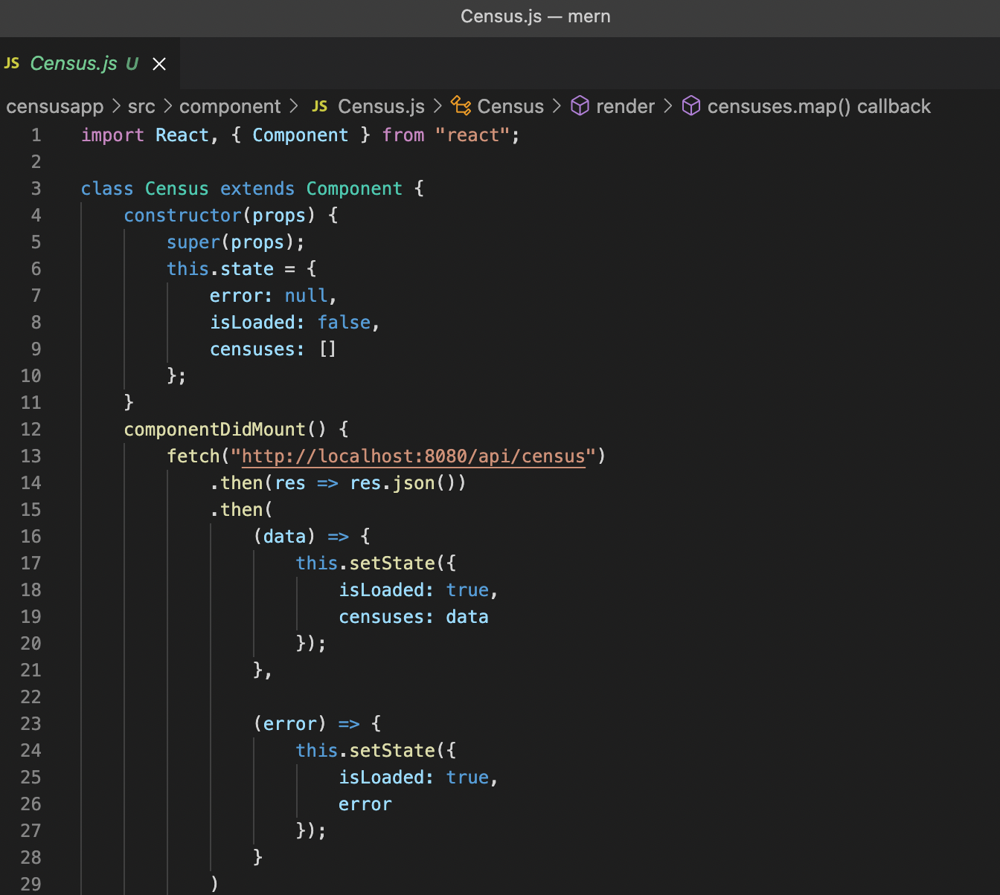 Census.js — mern
JS Census.js U ×
censusapp > src > component > JS Census.js > Census > render > censuses.map() callback
1 import React, { Component } from "react";
2
3 class Census extends Component {
4 constructor(props) {
5 super(props);
6 this.state = {
7 error: null,
8 isLoaded: false,
9 censuses: []
10 };
11 }
12 componentDidMount() {
13 fetch("http://localhost:8080/api/census")
14 .then(res => res.json())
15 .then(
16 (data) => {
17 this.setState({
18 isLoaded: true,
19 censuses: data
20 });
21 },
22
23 (error) => {
24 this.setState({
25 isLoaded: true,
26 error
27 });
28 }
29 )